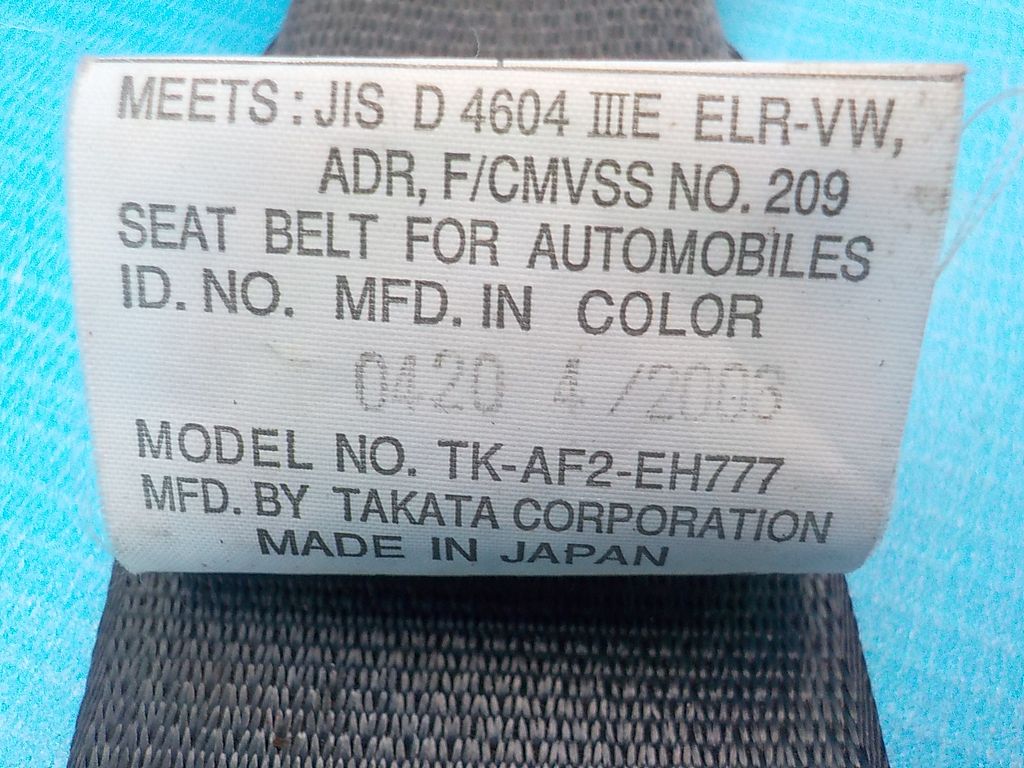 MEETS : JIS D 4604 ⅢE ELR-VW,
ADR, F/CMVSS NO. 209
SEAT BELT FOR AUTOMOBILES
ID. NO. MFD. IN COLOR
0420 4 /2003
MODEL NO. TK-AF2-EH777
MFD. BY TAKATA CORPORATION
MADE IN JAPAN